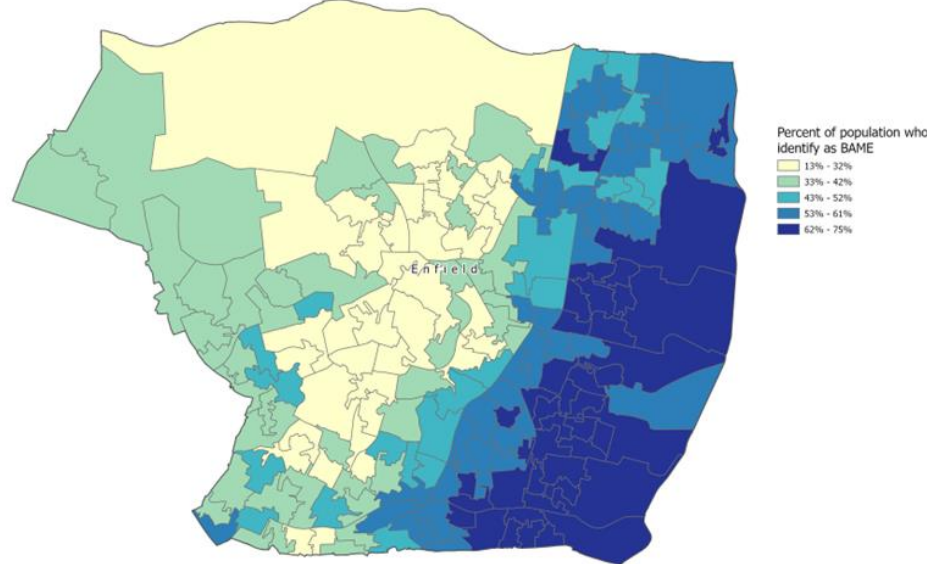 Percent of population who
identify as BAME
13% - 32%
33% - 42%
43% - 52%
53% - 61%
62% - 75%
Enfield